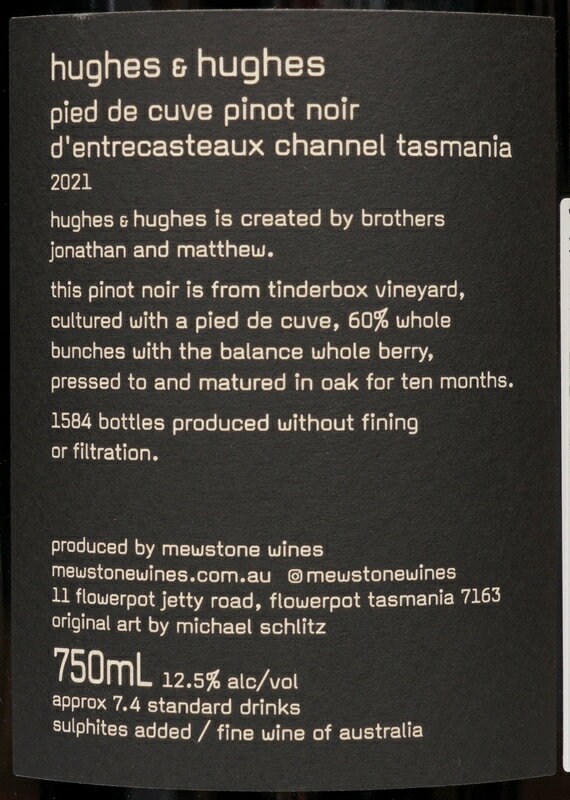 hughes & hughes
pied de cuve pinot noir
d'entrecasteaux channel tasmania
2021
hughes & hughes is created by brothers
jonathan and matthew.
this pinot noir is from tinderbox vineyard,
cultured with a pied de cuve, 60% whole
bunches with the balance whole berry,
pressed to and matured in oak for ten months.
1584 bottles produced without fining
or filtration.
produced by mewstone wines
mewstonewines.com.au @mewstonewines
11 flowerpot jetty road, flowerpot tasmania 7163
original art by michael schlitz
750mL 12.5% alc/vol
approx 7.4 standard drinks
sulphites added / fine wine of australia